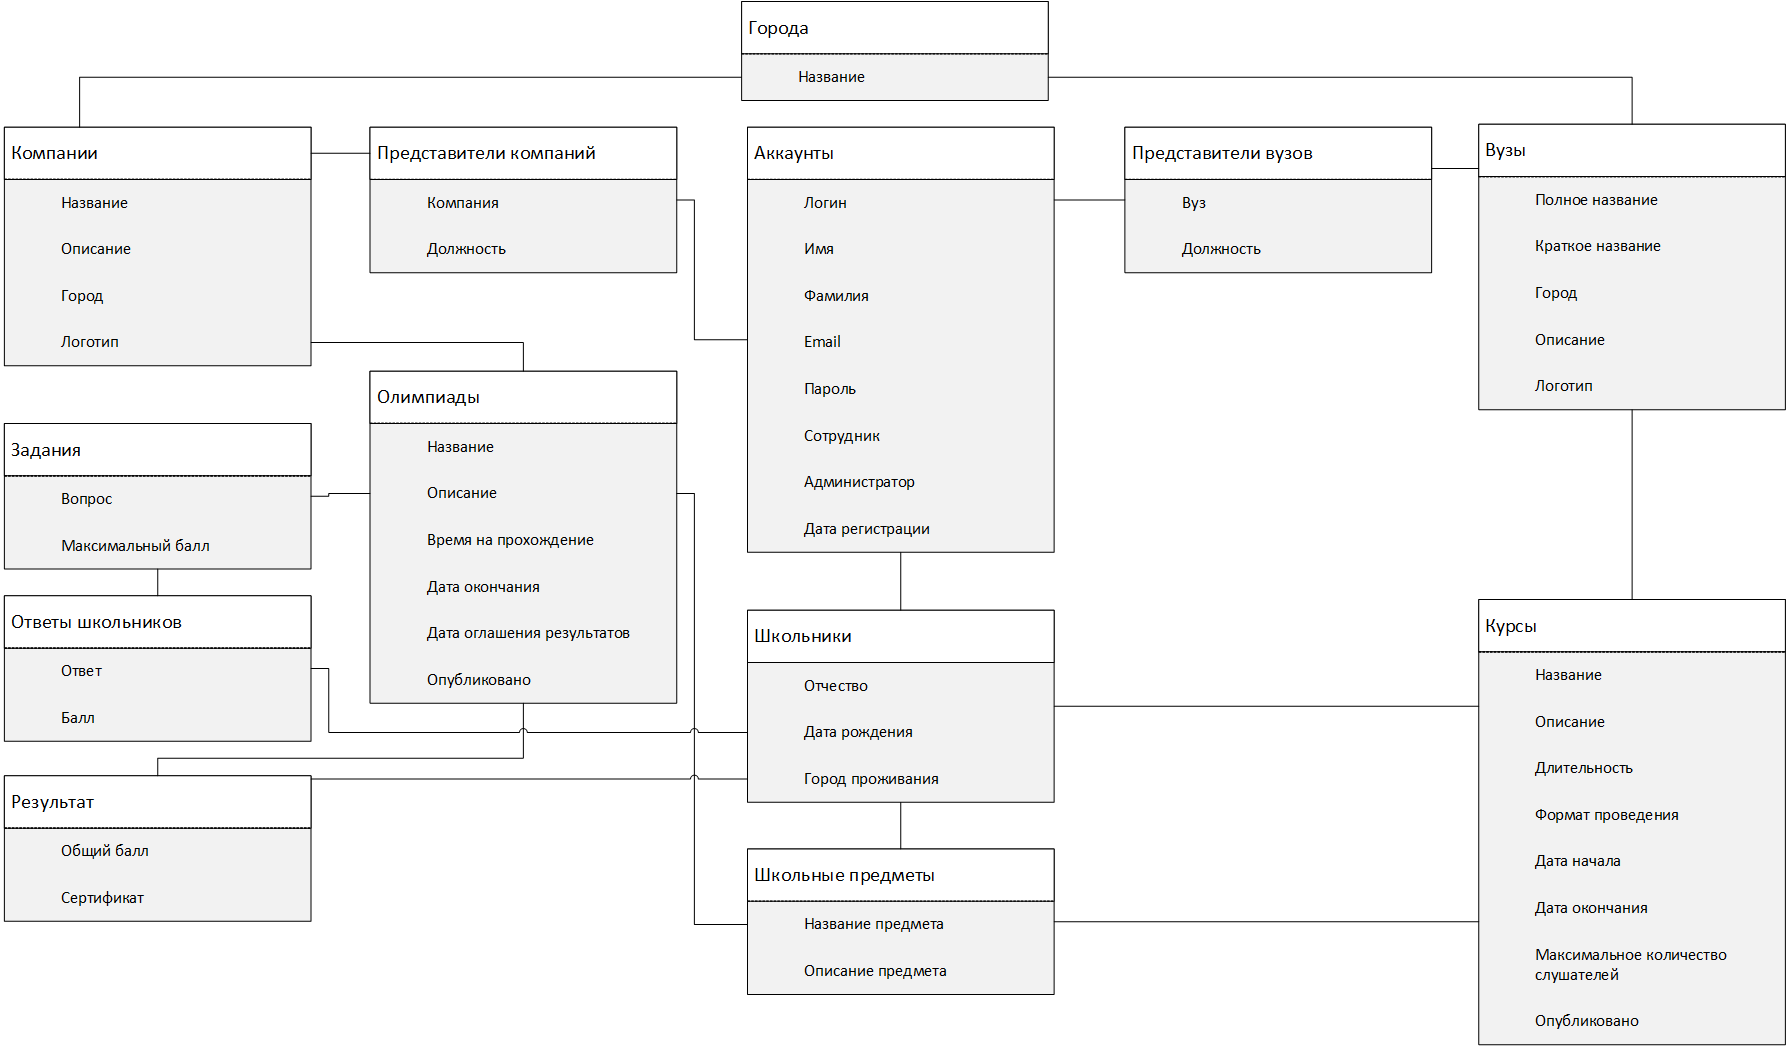 Города
Название
Компании
Название
Описание
Город
Логотип
Представители компаний
Компания
Должность
Аккаунты
Логин
Имя
Фамилия
Email
Пароль
Сотрудник
Администратор
Дата регистрации
Представители вузов
Вуз
Должность
Вузы
Полное название
Краткое название
Город
Описание
Логотип
Олимпиады
Название
Описание
Время на прохождение
Дата окончания
Дата оглашения результатов
Опубликовано
Задания
Вопрос
Максимальный балл
Ответы школьников
Ответ
Балл
Результат
Общий балл
Сертификат
Школьники
Отчество
Дата рождения
Город проживания
Школьные предметы
Название предмета
Описание предмета
Курсы
Название
Описание
Длительность
Формат проведения
Дата начала
Дата окончания
Максимальное количество
слушателей
Опубликовано